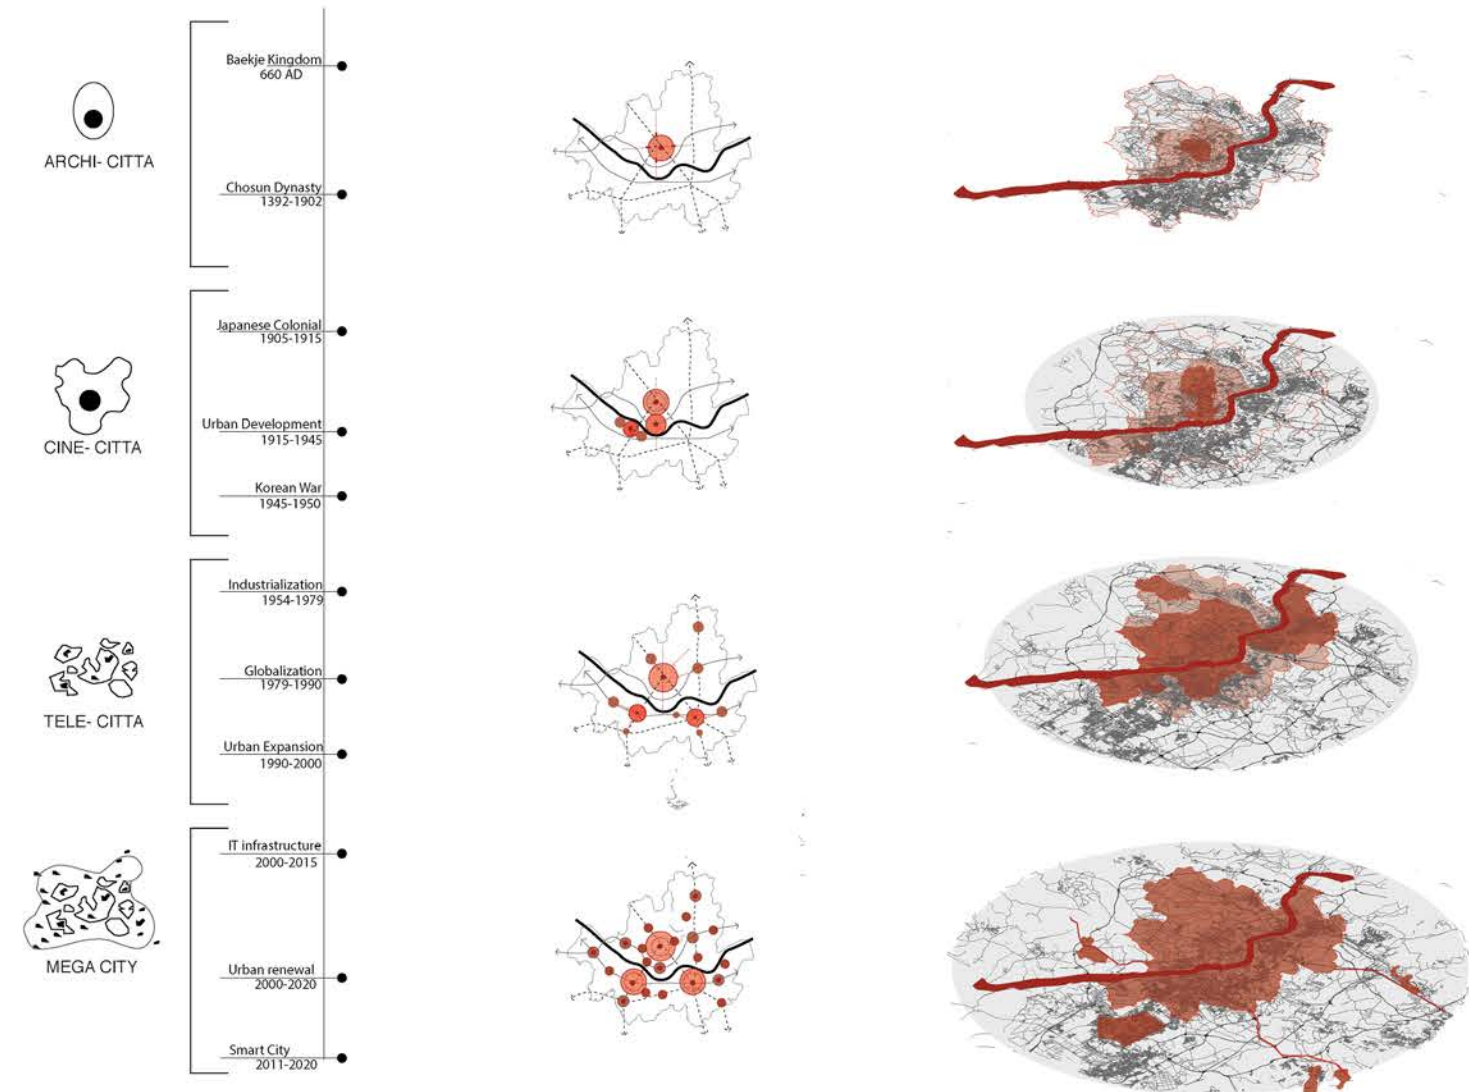 Baekje Kingdom
660 AD
ARCHI- CITTA
Chosun Dynasty
1392-1902
Japanese Colonial
1905-1915
Urban Development
1915-1945
CINE- CITTA
Korean War
1945-1950
Industrialization
1954-1979
Globalization
1979-1990
TELE- CITTA
Urban Expansion
1990-2000
IT infrastructure
2000-2015
MEGA CITY
Urban renewal
2000-2020
Smart City
2011-2020